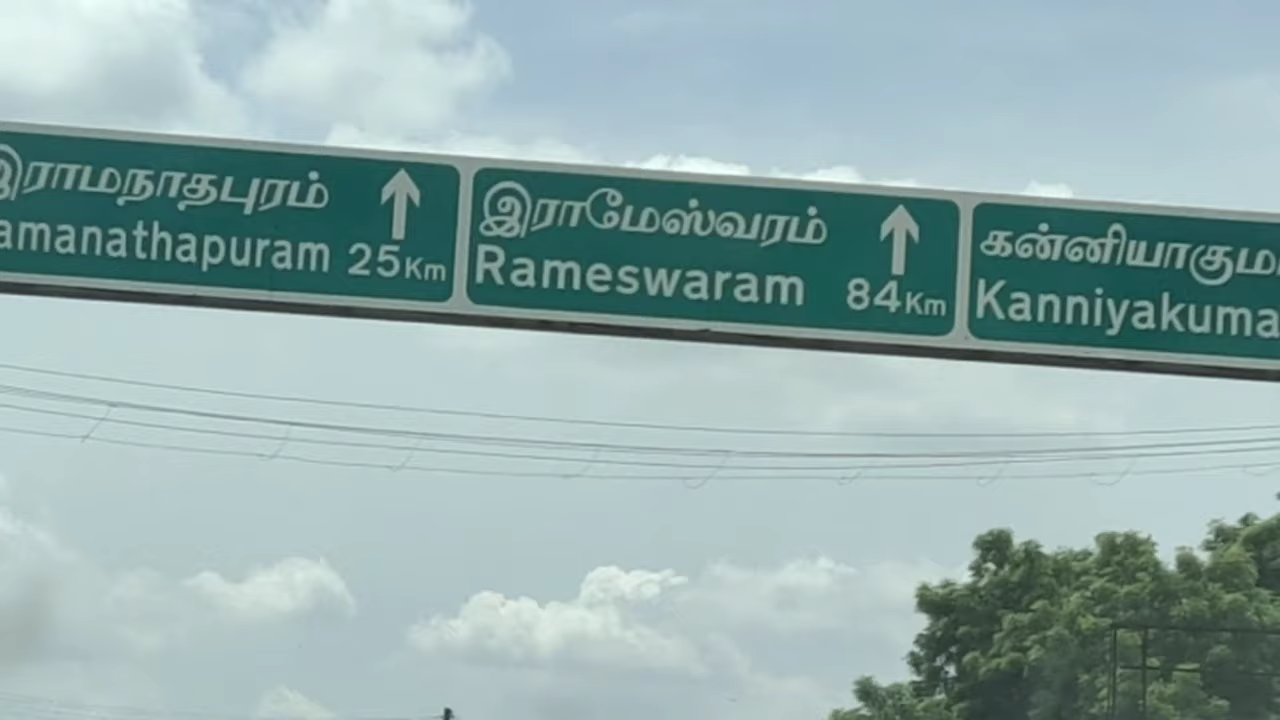 இராமநாதபுரம்
amanathapuram 25Km
இராமேஸ்வரம்
Rameswaram 84Km
கன்னியாகும
Kanniyakuma